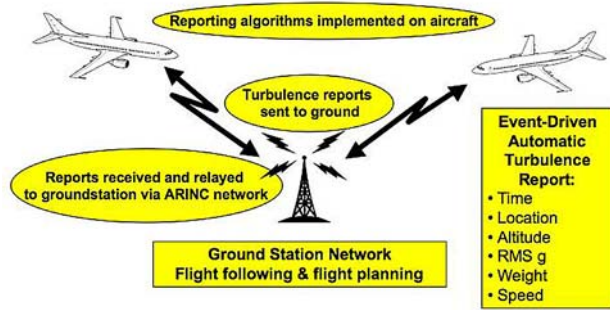 Reporting algorithms implemented on aircraft
Turbulence reports
sent to ground
Reports received and relayed
to groundstation via ARINC network
Ground Station Network
Flight following & flight planning
Event-Driven
Automatic
Turbulence
Report:
• Time
• Location
• Altitude
• RMS g
• Weight
• Speed